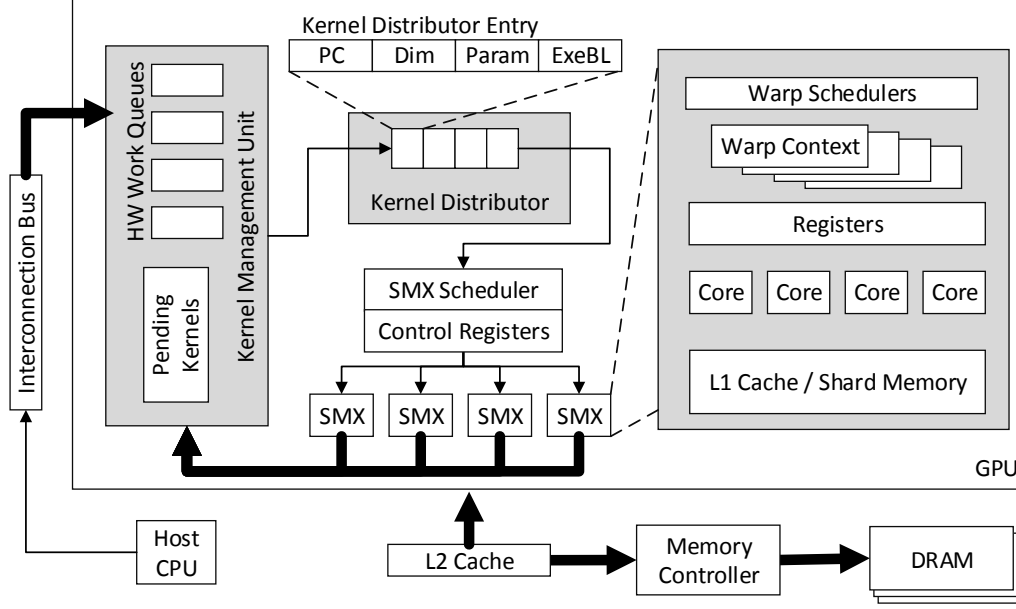 Kernel Distributor Entry
PC Dim Param ExeBL
HW Work Queues
Kernel Management Unit
Pending
Kernels
Interconnection Bus
Kernel Distributor
SMX Scheduler
Control Registers
SMX SMX SMX SMX
Warp Schedulers
Warp Context
Registers
Core Core Core Core
L1 Cache / Shard Memory
GPU
Host
CPU
L2 Cache
Memory
Controller
DRAM